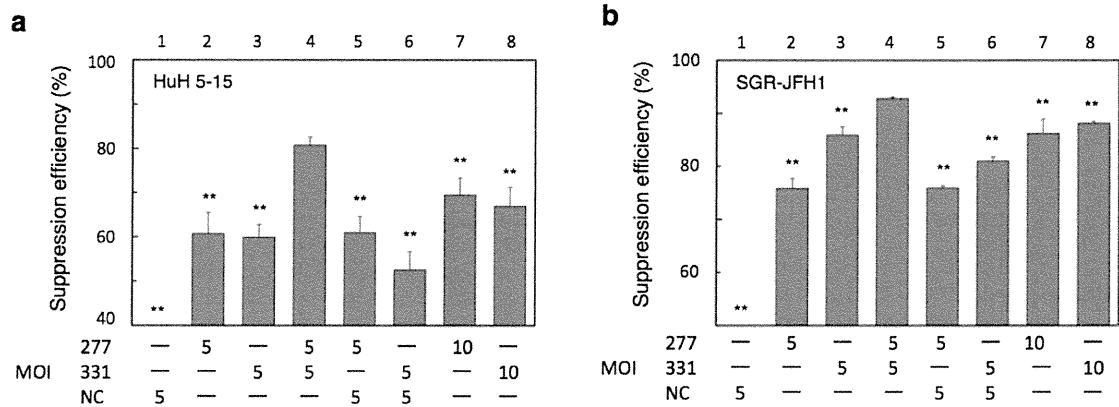 a
1 2 3 4 5 6 7 8
Suppression efficiency (%)
100
80
60
40
HuH 5-15
** ** ** ** ** ** **
277 — 5 — 5 5 — 10 —
MOI 331 — — 5 5 — 5 — 10
NC 5 — — — 5 5 — —
b
1 2 3 4 5 6 7 8
Suppression efficiency (%)
100
80
60
SGR-JFH1
** ** ** ** ** ** **
277 — 5 — 5 5 — 10 —
MOI 331 — — 5 5 — 5 — 10
NC 5 — — — 5 5 — —